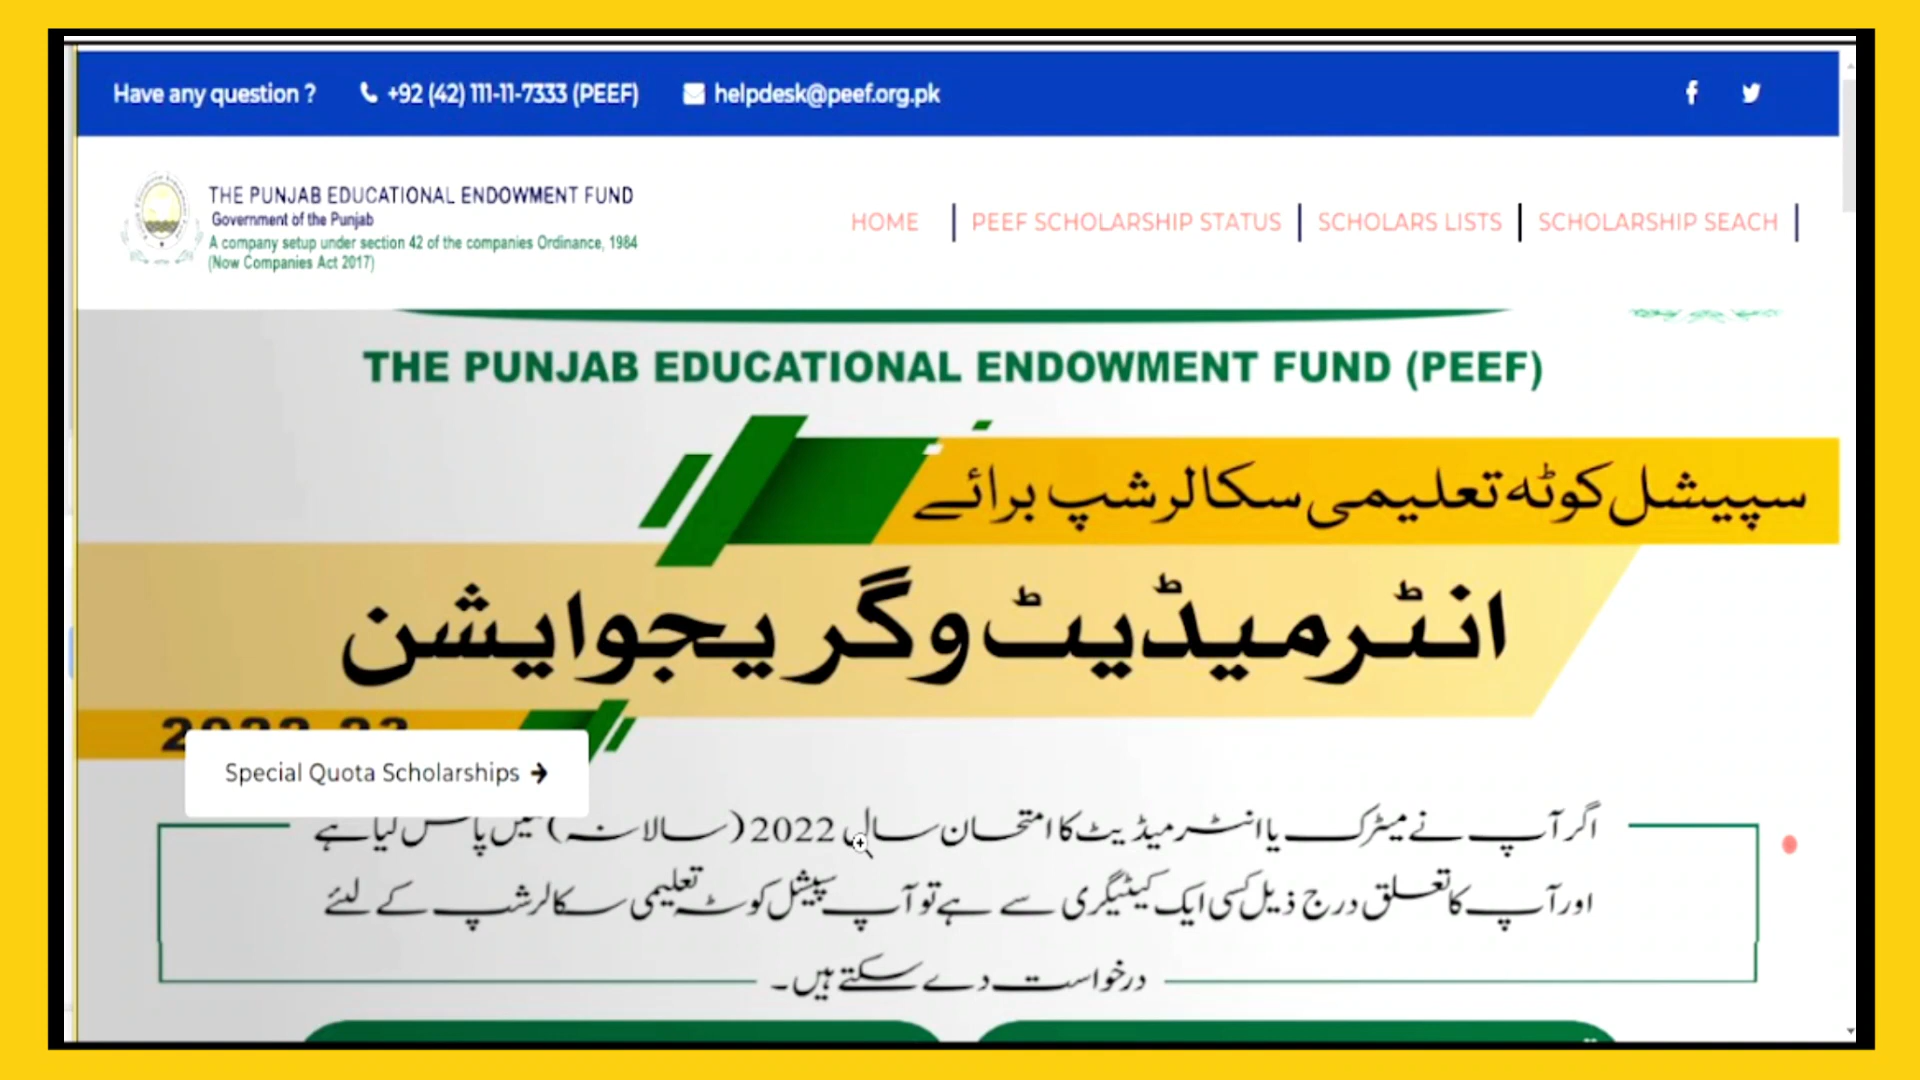 Have any question ?
+92 (42) 111-11-7333 (PEEF)
helpdesk@peef.org.pk
THE PUNJAB EDUCATIONAL ENDOWMENT FUND
Government of the Punjab
A company setup under section 42 of the companies Ordinance, 1984
(Now Companies Act 2017)
HOME
PEEF SCHOLARSHIP STATUS
SCHOLARS LISTS
SCHOLARSHIP SEACH
THE PUNJAB EDUCATIONAL ENDOWMENT FUND (PEEF)
سپیشل کوٹہ تعلیمی سکالرشپ برائے
انٹرمیڈیٹ و گریجوایشن
2022-23
Special Quota Scholarships
اگر آپ نے میٹرک یا انٹرمیڈیٹ کا امتحان سال 2022 (سالانہ) میں پاس کیا ہے
اور آپ کا تعلق درج ذیل کسی ایک کیٹیگری سے ہے تو آپ سپیشل کوٹہ تعلیمی سکالرشپ کے لئے
درخواست دے سکتے ہیں۔